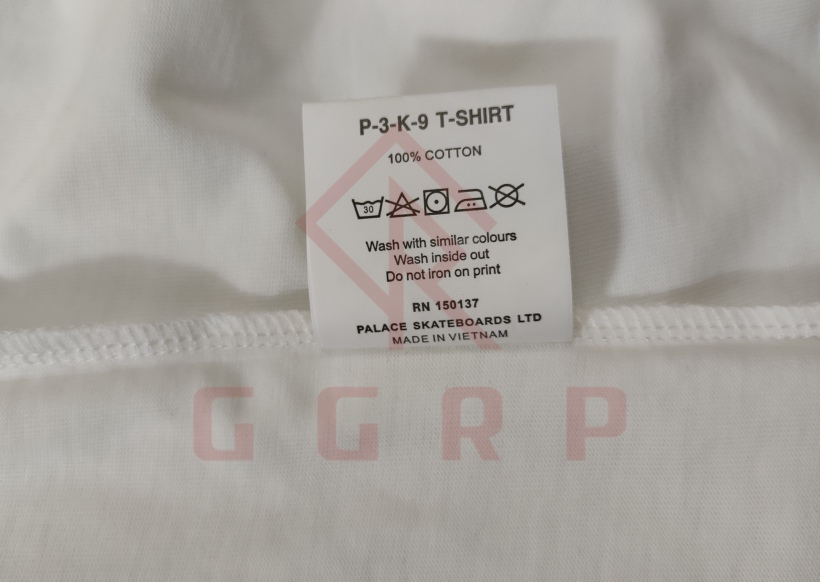 P-3-K-9 T-SHIRT
100% COTTON
30
Wash with similar colours
Wash inside out
Do not iron on print
RN 150137
PALACE SKATEBOARDS LTD
MADE IN VIETNAM
GGRP